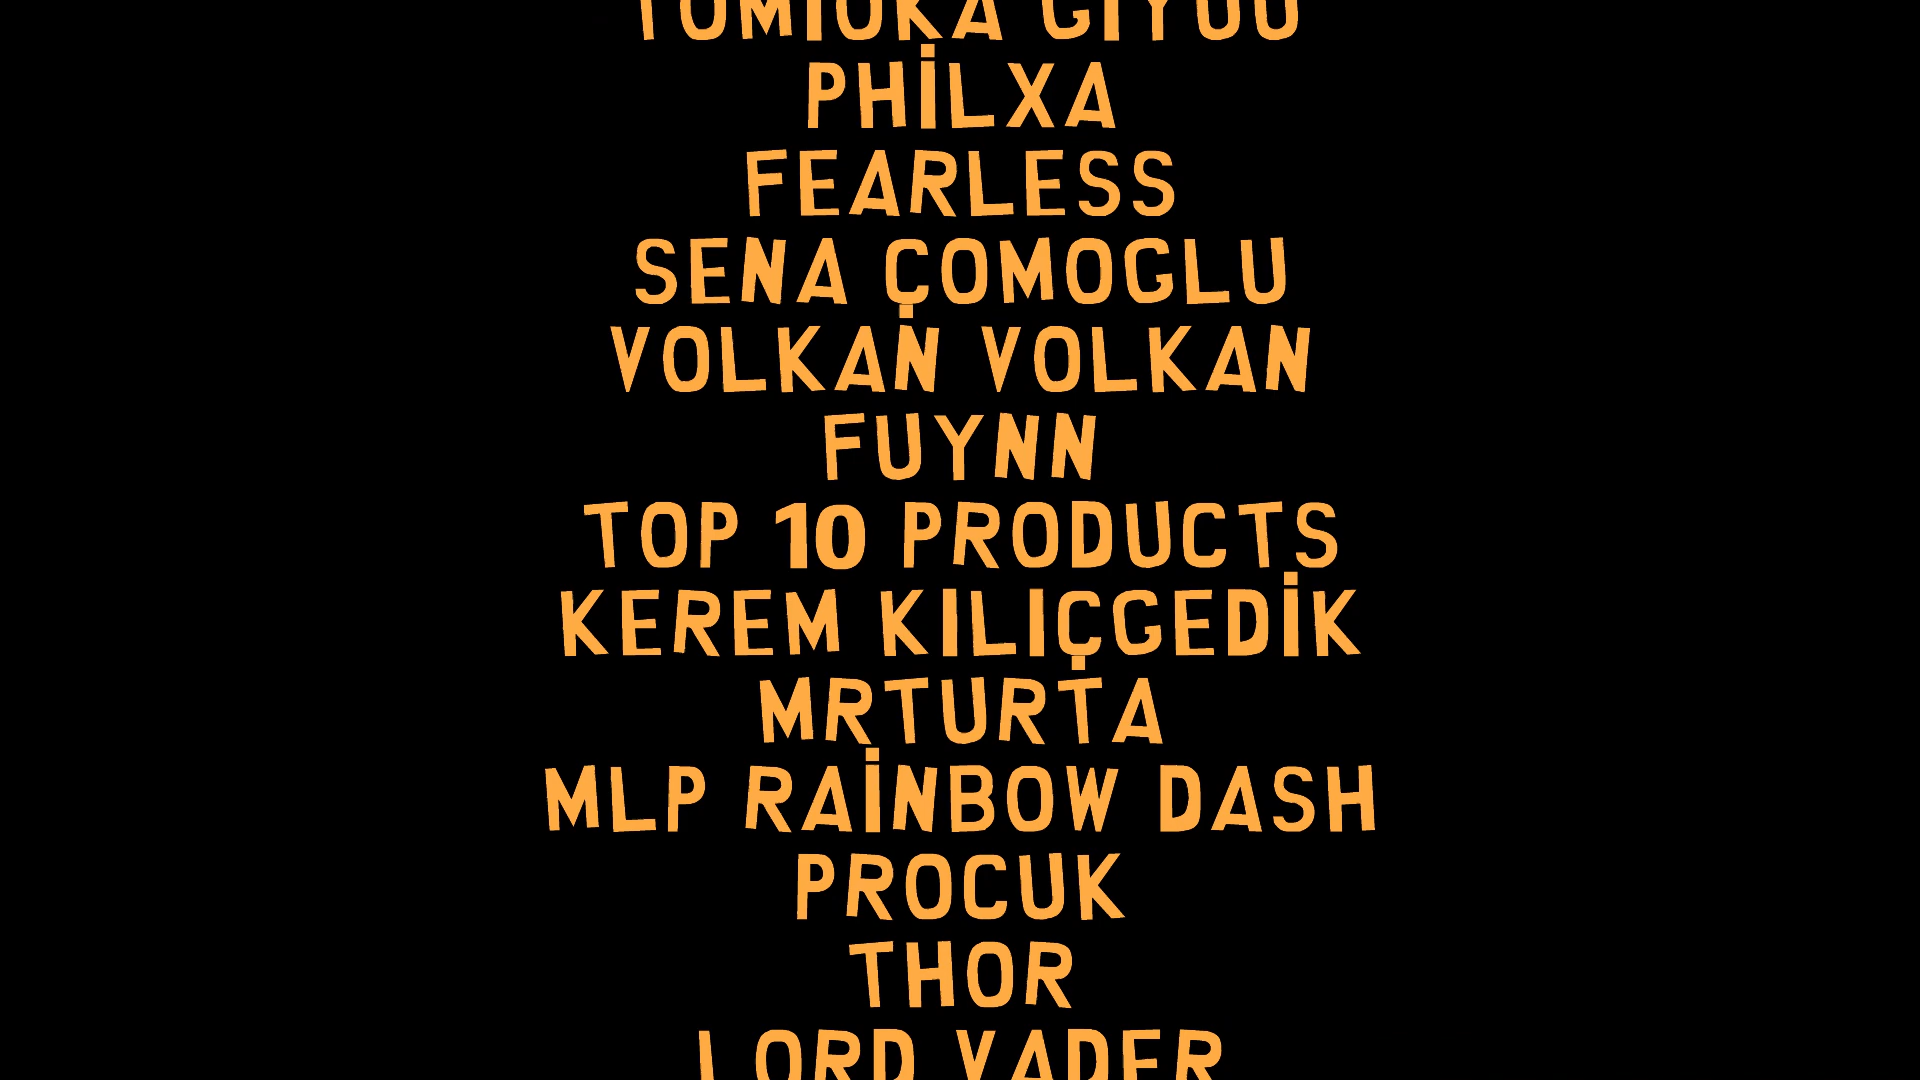 TOMIOKA GIYUU
PHİLXA
FEARLESS
SENA ÇOMOGLU
VOLKAN VOLKAN
FUYNN
TOP 10 PRODUCTS
KEREM KILIÇGEDİK
MRTURTA
MLP RAİNBOW DASH
PROCUK
THOR
LORD VADER